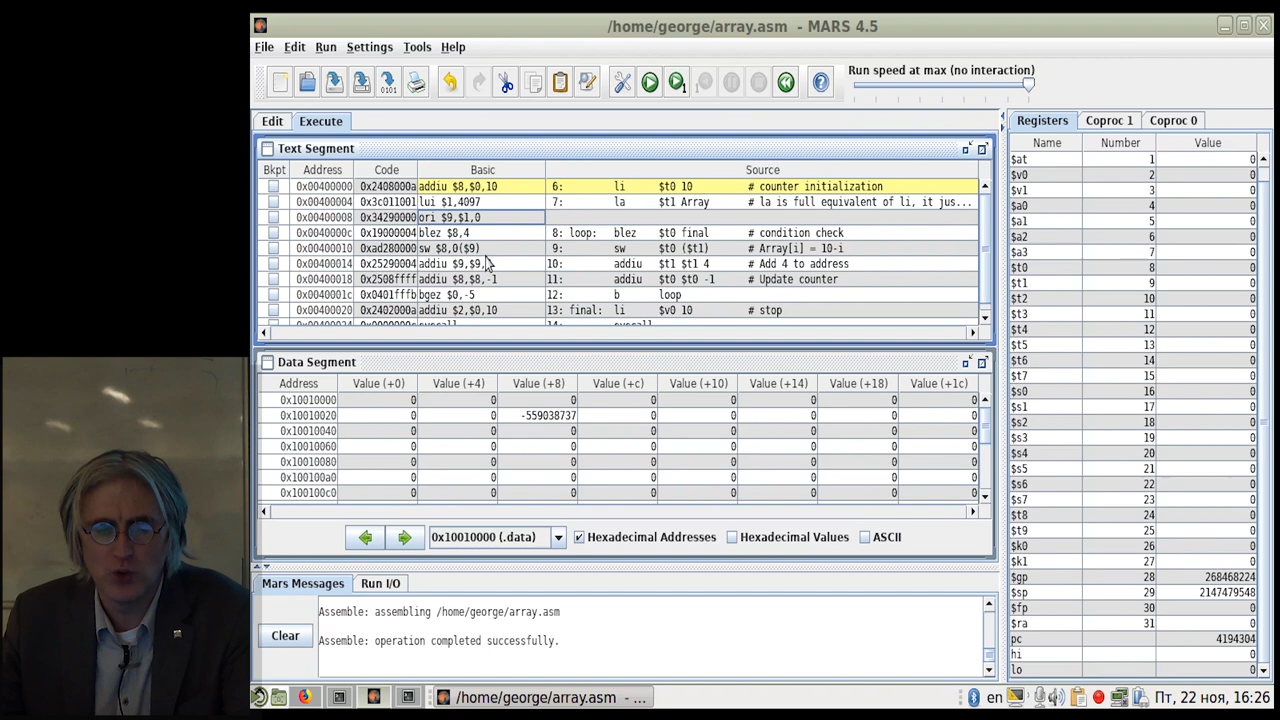 /home/george/array.asm - MARS 4.5
File Edit Run Settings Tools Help
Run speed at max (no interaction)
Edit Execute
Text Segment
Bkpt Address Code Basic Source
0x00400000 0x2408000a addiu $8,$0,10 6: li $t0 10 # counter initialization
0x00400004 0x3c011001 lui $1,4097 7: la $t1 Array # la is full equivalent of li, it jus...
0x00400008 0x34290000 ori $9,$1,0
0x0040000c 0x19000004 blez $8,4 8: loop: blez $t0 final # condition check
0x00400010 0xad280000 sw $8,0($9) 9: sw $t0 ($t1) # Array[i] = 10-i
0x00400014 0x25290004 addiu $9,$9, 10: addiu $t1 $t1 4 # Add 4 to address
0x00400018 0x2508ffff addiu $8,$8,-1 11: addiu $t0 $t0 -1 # Update counter
0x0040001c 0x0401fffb bgez $0,-5 12: b loop
0x00400020 0x2402000a addiu $2,$0,10 13: final: li $v0 10 # stop
0x00400024 0x0000000c syscall 14: syscall
Data Segment
Address Value (+0) Value (+4) Value (+8) Value (+c) Value (+10) Value (+14) Value (+18) Value (+1c)
0x10010000 0 0 0 0 0 0 0 0
0x10010020 0 0 -559038737 0 0 0 0 0
0x10010040 0 0 0 0 0 0 0 0
0x10010060 0 0 0 0 0 0 0 0
0x10010080 0 0 0 0 0 0 0 0
0x100100a0 0 0 0 0 0 0 0 0
0x100100c0 0 0 0 0 0 0 0 0
0x10010000 (.data) Hexadecimal Addresses Hexadecimal Values ASCII
Mars Messages Run I/O
Assemble: assembling /home/george/array.asm
Clear
Assemble: operation completed successfully.
Registers Coproc 1 Coproc 0
Name Number Value
$at 1 0
$v0 2 0
$v1 3 0
$a0 4 0
$a1 5 0
$a2 6 0
$a3 7 0
$t0 8 0
$t1 9 0
$t2 10 0
$t3 11 0
$t4 12 0
$t5 13 0
$t6 14 0
$t7 15 0
$s0 16 0
$s1 17 0
$s2 18 0
$s3 19 0
$s4 20 0
$s5 21 0
$s6 22 0
$s7 23 0
$t8 24 0
$t9 25 0
$k0 26 0
$k1 27 0
$gp 28 268468224
$sp 29 2147479548
$fp 30 0
$ra 31 0
pc 4194304
hi 0
lo 0
/home/george/array.asm - ...
en
Пт, 22 ноя, 16:26